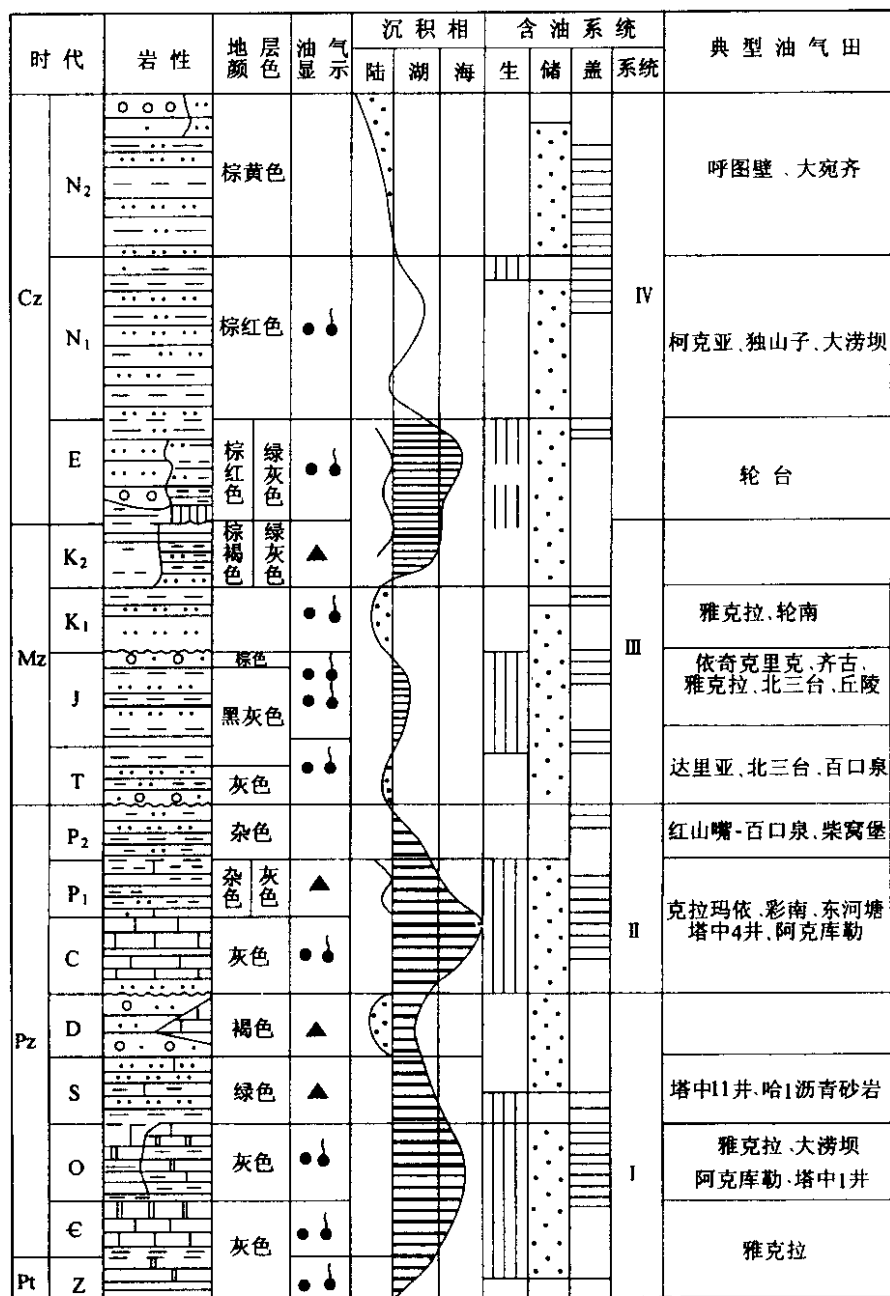 时代 岩性 地层颜色 油气显示 沉积相 含油系统 典型油气田
陆 湖 海 生 储 盖 系统
Cz
N₂ 棕黄色 呼图壁、大宛齐
IV
N₁ 棕红色 柯克亚、独山子、大涝坝
E 棕红色 绿灰色 轮台
Mz
K₂ 棕褐色 绿灰色
K₁ 雅克拉、轮南
III
棕色 依奇克里克、齐古、
J 雅克拉、北三台、丘陵
黑灰色
T 灰色 达里亚、北三台、百口泉
Pz
P₂ 杂色 红山嘴-百口泉、柴窝堡
P₁ 杂色 灰色 克拉玛依、彩南、东河塘
II 塔中4井、阿克库勒
C 灰色
D 褐色
S 绿色 塔中11井、哈1沥青砂岩
O 灰色 雅克拉、大涝坝
I 阿克库勒·塔中1井
Є 灰色 雅克拉
Pt Z